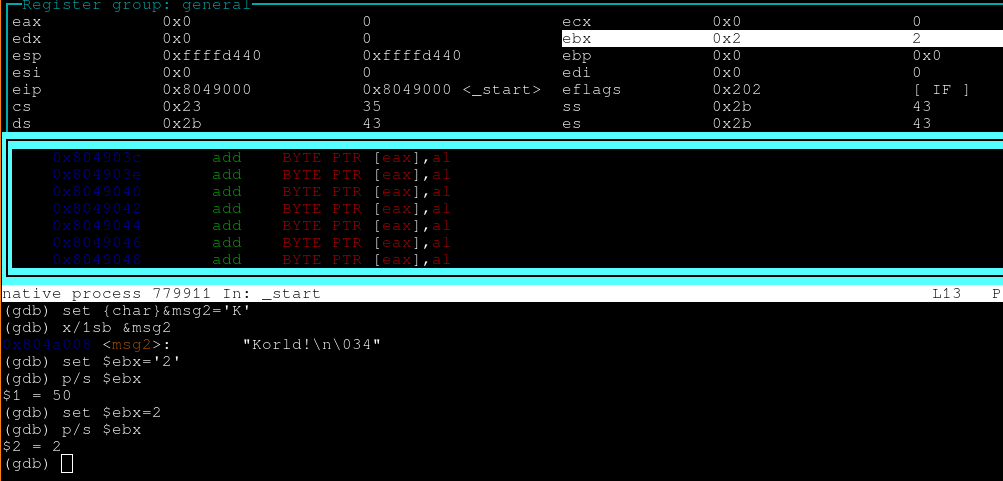 Register group: general
eax 0x0 0 ecx 0x0 0
edx 0x0 0 ebx 0x2 2
esp 0xffffd440 0xffffd440 ebp 0x0 0x0
esi 0x0 0 edi 0x0 0
eip 0x8049000 0x8049000 <_start> eflags 0x202 [ IF ]
cs 0x23 35 ss 0x2b 43
ds 0x2b 43 es 0x2b 43
0x804903c add BYTE PTR [eax],al
0x804903e add BYTE PTR [eax],al
0x8049040 add BYTE PTR [eax],al
0x8049042 add BYTE PTR [eax],al
0x8049044 add BYTE PTR [eax],al
0x8049046 add BYTE PTR [eax],al
0x8049048 add BYTE PTR [eax],al
native process 779911 In: _start L13 P
(gdb) set {char}&msg2='K'
(gdb) x/1sb &msg2
0x804a008 <msg2>: "Korld!\n\034"
(gdb) set $ebx='2'
(gdb) p/s $ebx
$1 = 50
(gdb) set $ebx=2
(gdb) p/s $ebx
$2 = 2
(gdb)